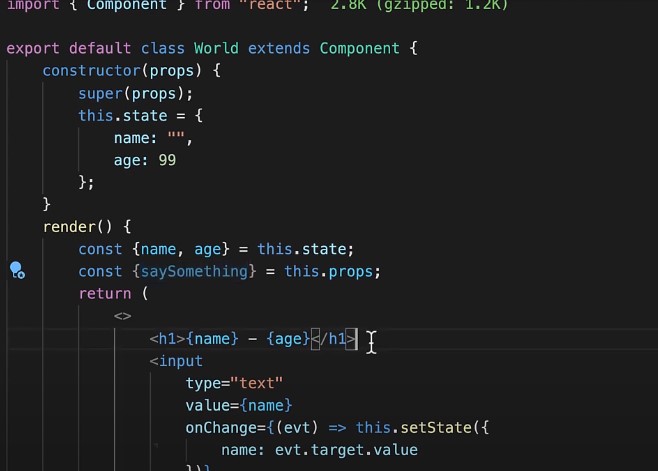 import { Component } from "react"; 2.8K (gzipped: 1.2K)
export default class World extends Component {
constructor(props) {
super(props);
this.state = {
name: "",
age: 99
};
}
render() {
const {name, age} = this.state;
const {saySomething} = this.props;
return (
<>
<h1>{name} - {age}</h1>
<input
type="text"
value={name}
onChange={(evt) => this.setState({
name: evt.target.value
})}